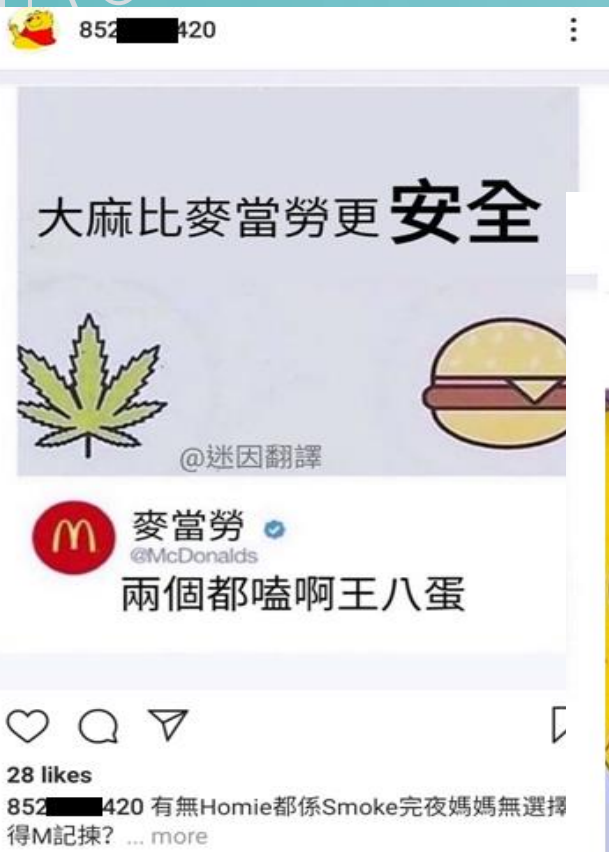 852 420
大麻比麥當勞更安全
@迷因翻譯
麥當勞
@McDonalds
兩個都嗑啊王八蛋
28 likes
852 420 有無Homie都係Smoke完夜媽媽無選擇
得M記揀? ... more